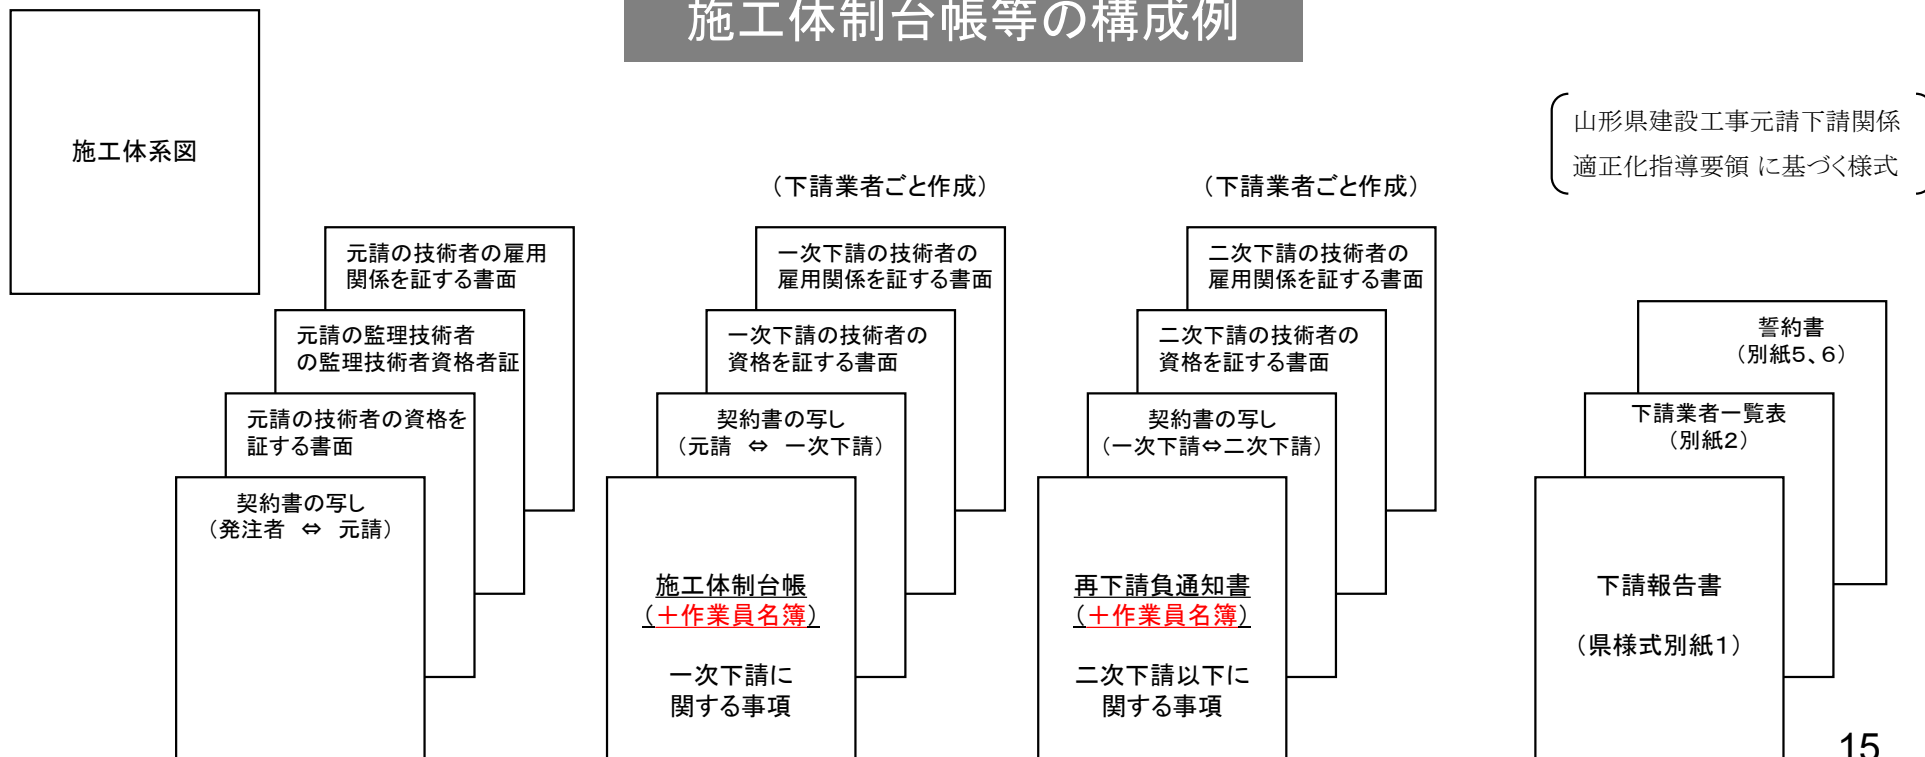 施工体制台帳等の構成例
施工体系図
山形県建設工事元請下請関係
適正化指導要領 に基づく様式
元請の技術者の雇用
関係を証する書面
元請の監理技術者
の監理技術者資格者証
元請の技術者の資格を
証する書面
契約書の写し
（発注者 ⇔ 元請）
（下請業者ごと作成）
一次下請の技術者の
雇用関係を証する書面
一次下請の技術者の
資格を証する書面
契約書の写し
（元請 ⇔ 一次下請）
施工体制台帳
（＋作業員名簿）
一次下請に
関する事項
（下請業者ごと作成）
二次下請の技術者の
雇用関係を証する書面
二次下請の技術者の
資格を証する書面
契約書の写し
（一次下請⇔二次下請）
再下請負通知書
（＋作業員名簿）
二次下請以下に
関する事項
誓約書
（別紙５、６）
下請業者一覧表
（別紙２）
下請報告書
（県様式別紙１）
15